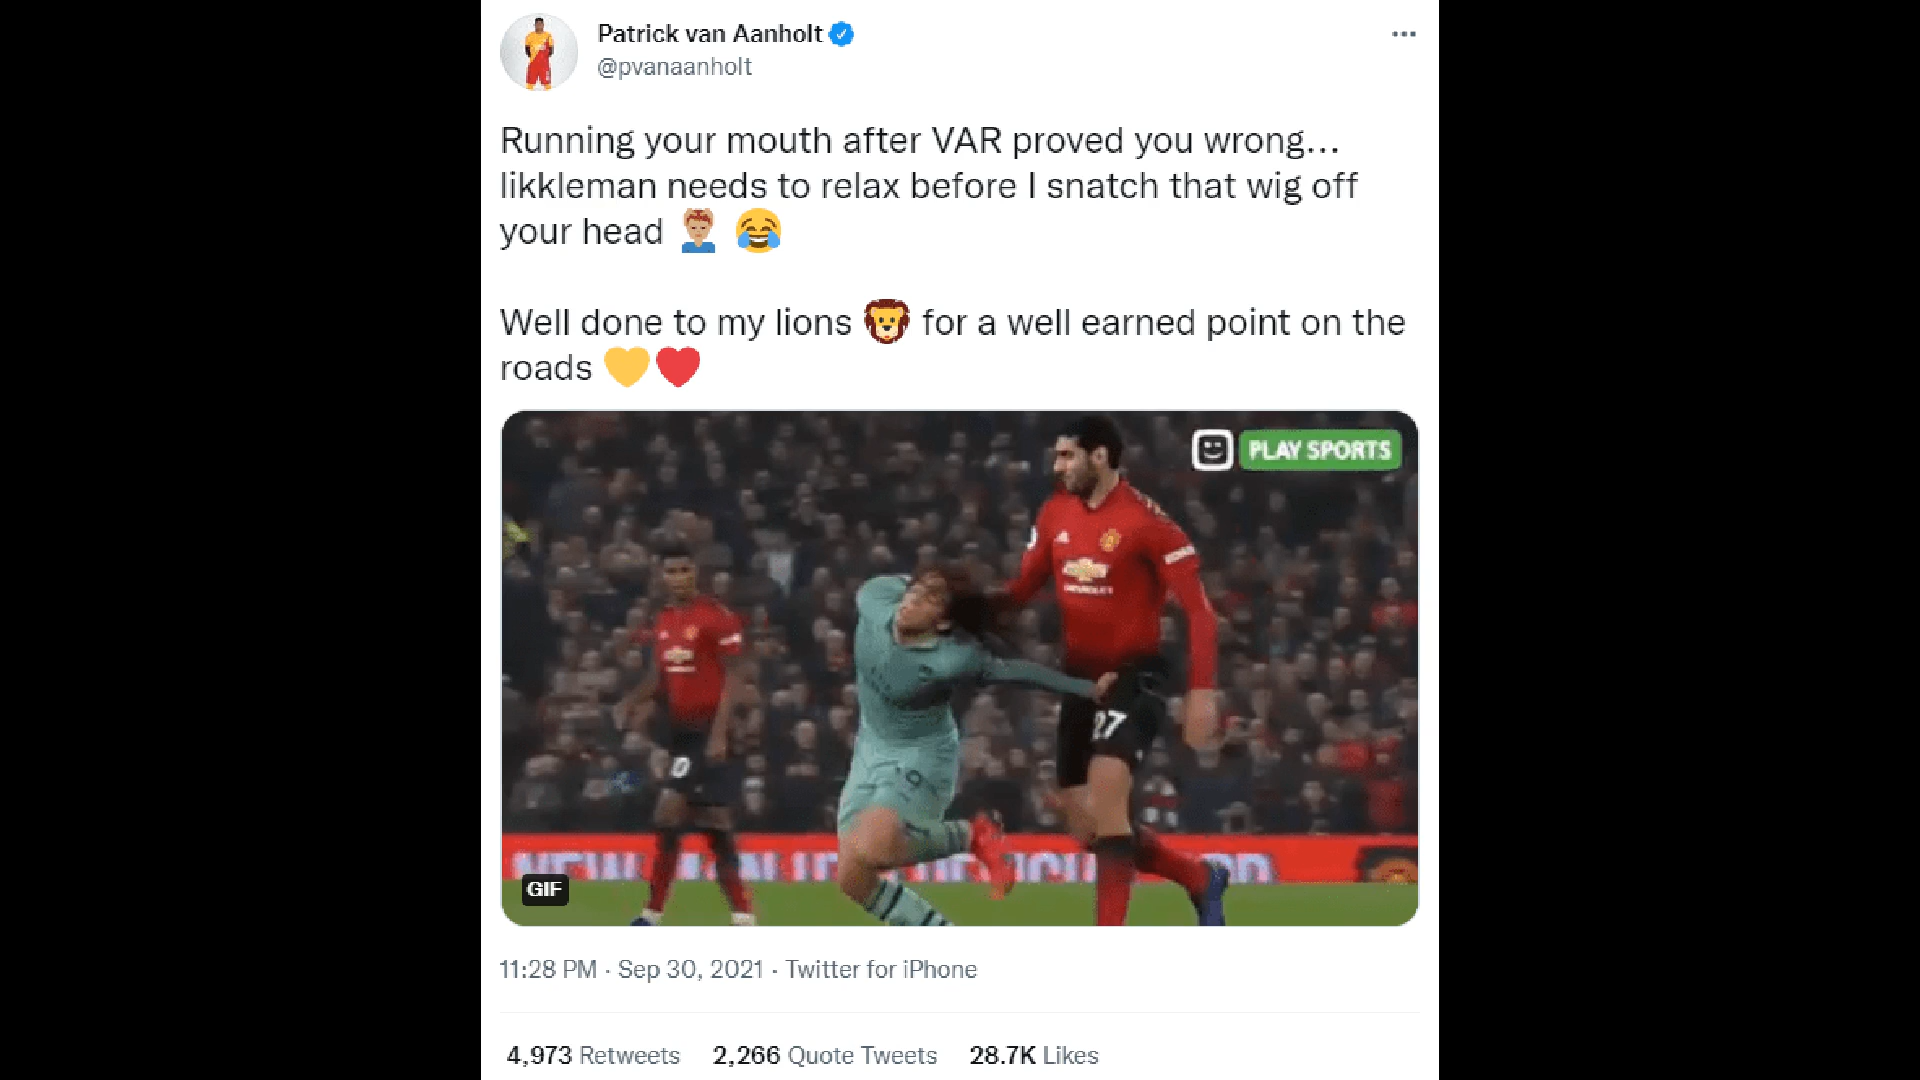 Patrick van Aanholt
@pvanaanholt
Running your mouth after VAR proved you wrong...
likkleman needs to relax before I snatch that wig off
your head 💆🏼‍♂️ 😂
Well done to my lions 🦁 for a well earned point on the
roads 💛❤️
PLAY SPORTS
CHEVROLET
27
9
GIF
11:28 PM · Sep 30, 2021 · Twitter for iPhone
4,973 Retweets 2,266 Quote Tweets 28.7K Likes